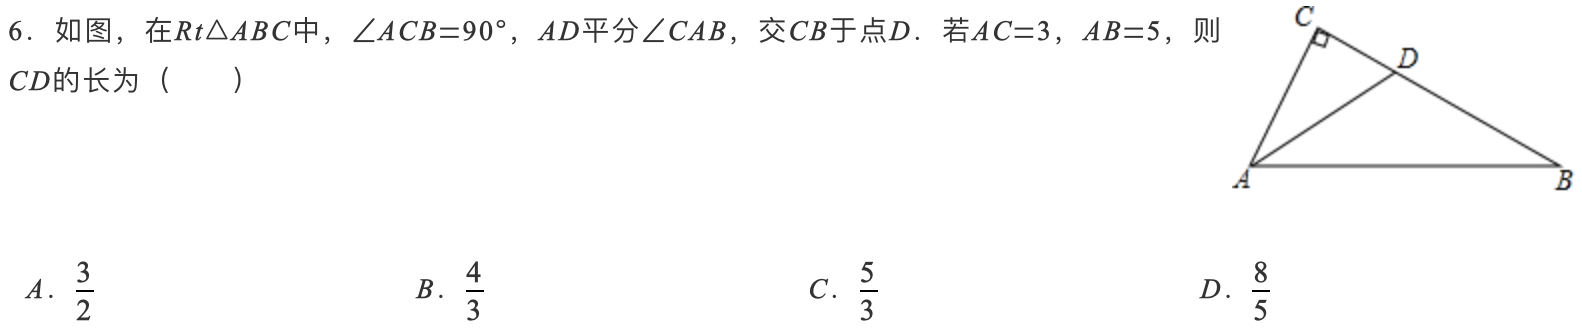 6．如图，在Rt△ABC中，∠ACB=90°，AD平分∠CAB，交CB于点D．若AC=3，AB=5，则
CD的长为（　　）
C
D
A
B
A．3/2
B．4/3
C．5/3
D．8/5